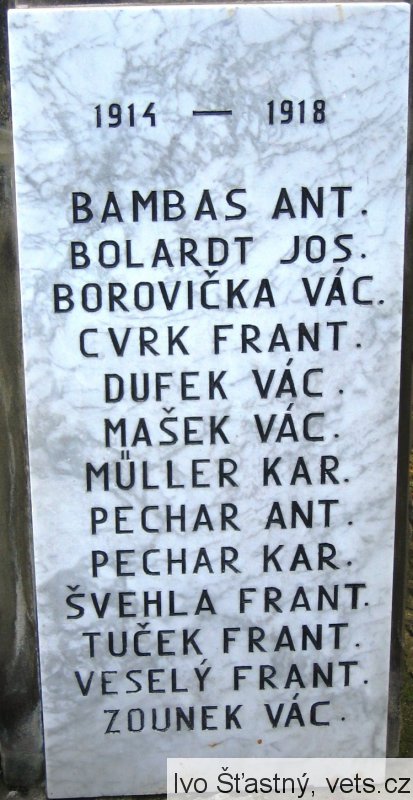 1914 — 1918
BAMBAS ANT.
BOLARDT JOS.
BOROVIČKA VÁC.
CVRK FRANT.
DUFEK VÁC.
MAŠEK VÁC.
MÜLLER KAR.
PECHAR ANT.
PECHAR KAR.
ŠVEHLA FRANT.
TUČEK FRANT.
VESELÝ FRANT.
ZOUNEK VÁC.
Ivo Šťastný, vets.cz